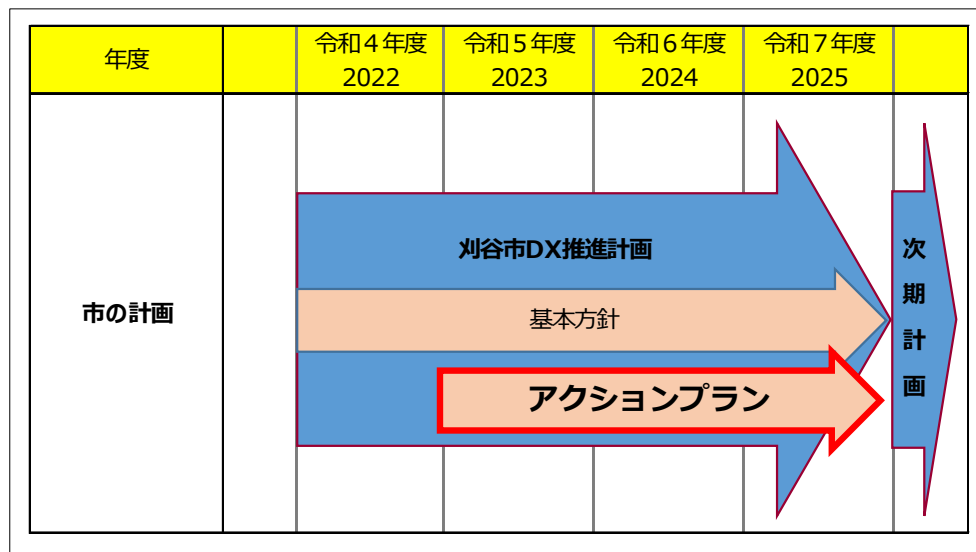 年度
令和４年度
2022
令和５年度
2023
令和６年度
2024
令和７年度
2025
市の計画
刈谷市DX推進計画
基本方針
アクションプラン
次
期
計
画